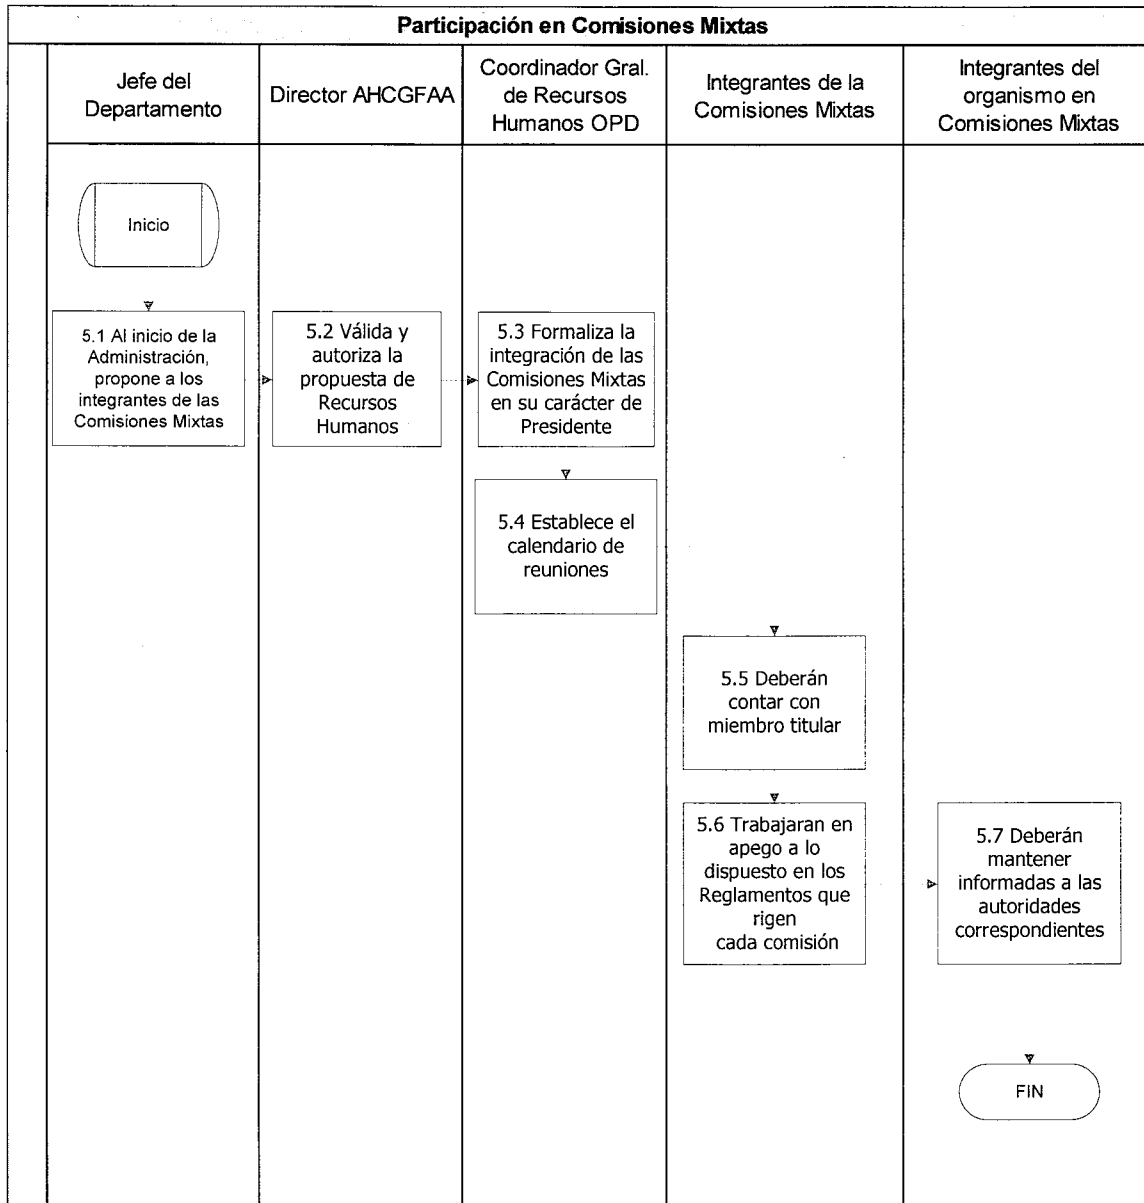 Participación en Comisiones Mixtas
Jefe del
Departamento
Director AHCGFAA
Coordinador Gral.
de Recursos
Humanos OPD
Integrantes de la
Comisiones Mixtas
Integrantes del
organismo en
Comisiones Mixtas
Inicio
5.1 Al inicio de la
Administración,
propone a los
integrantes de las
Comisiones Mixtas
5.2 Válida y
autoriza la
propuesta de
Recursos
Humanos
5.3 Formaliza la
integración de las
Comisiones Mixtas
en su carácter de
Presidente
5.4 Establece el
calendario de
reuniones
5.5 Deberán
contar con
miembro titular
5.6 Trabajaran en
apego a lo
dispuesto en los
Reglamentos que
rigen
cada comisión
5.7 Deberán
mantener
informadas a las
autoridades
correspondientes
FIN